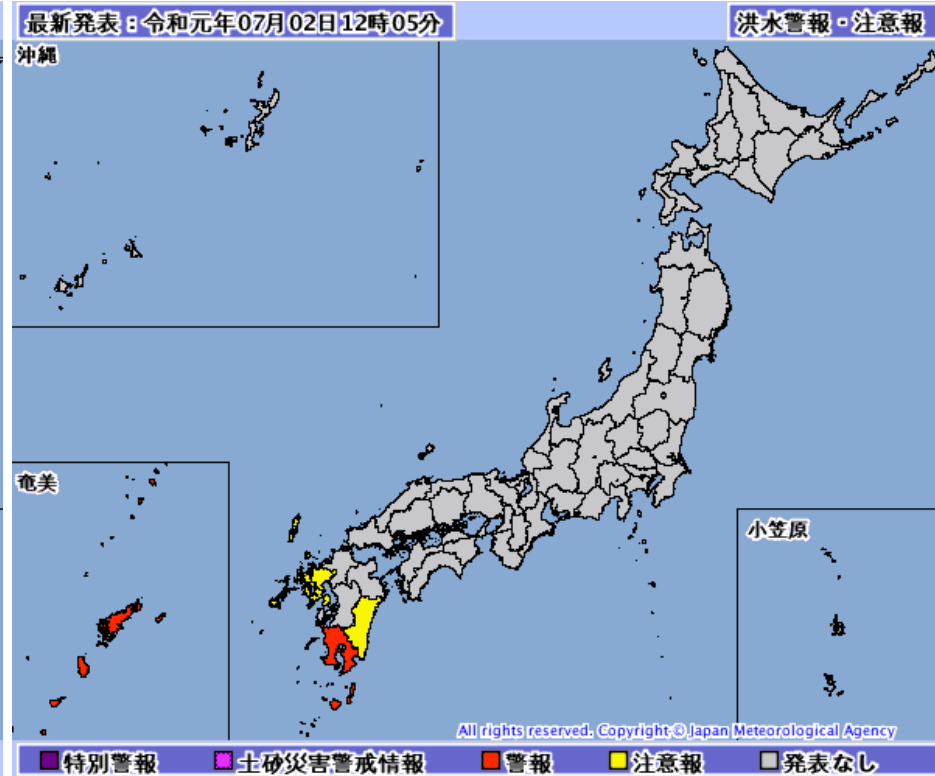 最新発表：令和元年07月02日12時05分
洪水警報・注意報
沖縄
奄美
小笠原
All rights reserved. Copyright © Japan Meteorological Agency
特別警報
土砂災害警戒情報
警報
注意報
発表なし